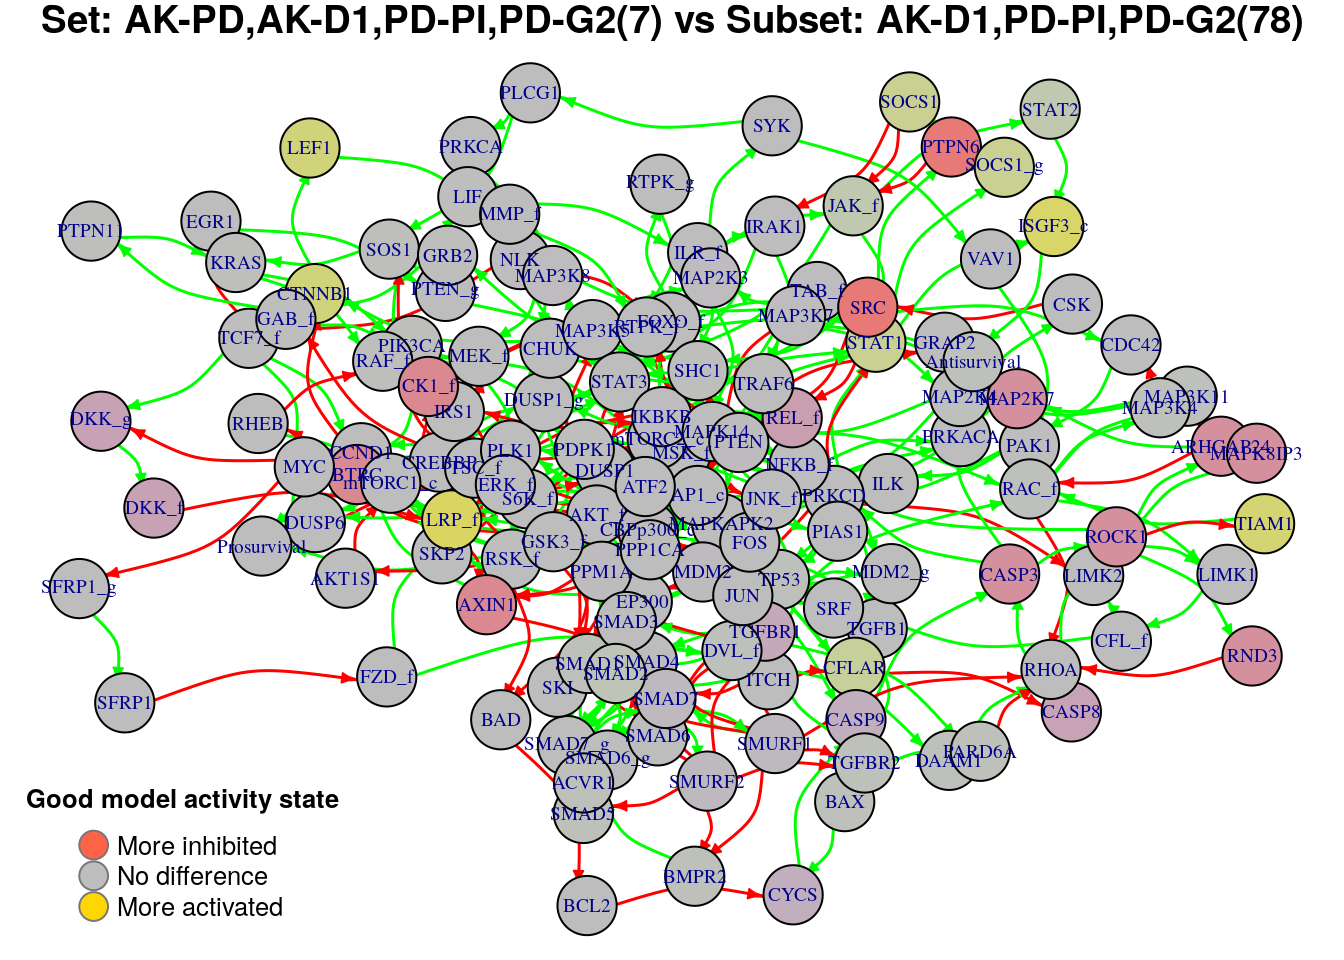 Set: AK-PD,AK-D1,PD-PI,PD-G2(7) vs Subset: AK-D1,PD-PI,PD-G2(78)
PLCG1
SOCS1
STAT2
SYK
LEF1
PRKCA
PTPN6
SOCS1_g
RTPK_g
LIF
MMP_f
JAK_f
PTPN11
EGR1
IRAK1
ISGF3_c
SOS1
GRB2
NLK
ILR_f
VAV1
KRAS
MAP3K8
MAP2K3
CTNNB1
PTEN_g
TAB_f
CSK
GAB_f
FOXO_f
RTPK_f
MAP3K7
SRC
TCF7_f
PIK3CA
MAP3K5
STAT1
GRAP2
CDC42
RAF_f
MEK_f
CHUK
Antisurvival
SHC1
CK1_f
STAT3
TRAF6
MAP2K4
MAP2K7
MAP3K11
MAP3K4
DKK_g
RHEB
IRS1
DUSP1_g
IKBKB
RELA_f
MAPK14
mTORC2_c
PTEN
PRKACA
PAK1
ARHGAP24
MAPK8IP3
CCND1
PLK1
PDPK1
MSK_f
MYC
CREBBP
TSC_f
NFKB_f
BTRC
mTORC1_c
DUSP1
ERK_f
ATF2
AP1_c
JNK_f
PRKCD
ILK
RAC_f
S6K_f
DKK_f
LRP_f
AKT_f
DUSP6
CBPp300_c
MAPKAPK2
PIAS1
TIAM1
Prosurvival
SKP2
RSK_f
GSK3_f
PPP1CA
FOS
ROCK1
AKT1S1
PPM1A
MDM2
TP53
MDM2_g
CASP3
LIMK2
LIMK1
SFRP1_g
AXIN1
EP300
JUN
SRF
SMAD3
TGFBR1
TGFB1
CFL_f
SMAD1
SMAD4
DVL_f
RND3
FZD_f
SMAD2
ITCH
CFLAR
RHOA
SKI
SFRP1
SMAD7
CASP8
BAD
CASP9
SMAD7_g
SMAD6
SMURF1
SMAD6_g
TGFBR2
DAAM1
PARD6A
ACVR1
SMURF2
BAX
SMAD5
BMPR2
CYCS
BCL2
Good model activity state
More inhibited
No difference
More activated